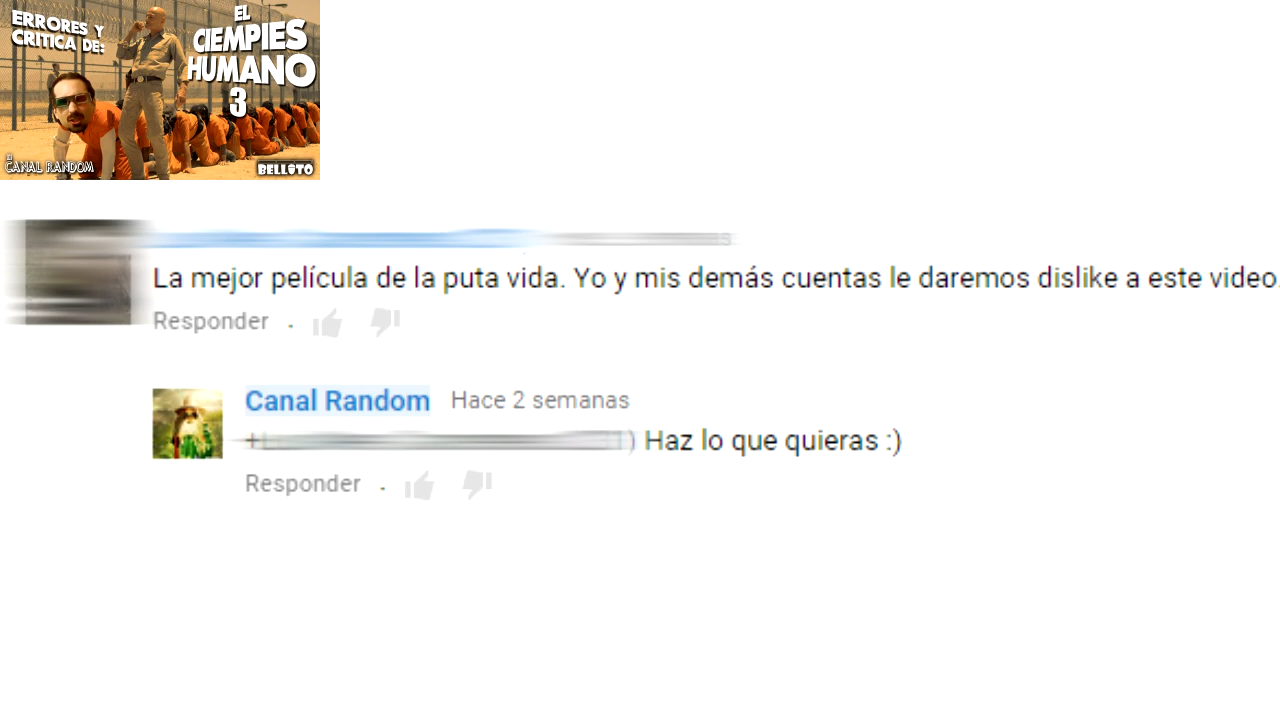 ERRORES Y
CRITICA DE:
EL
CIEMPIES
HUMANO
3
EL
CANAL RANDOM
BELLOTO
La mejor película de la puta vida. Yo y mis demás cuentas le daremos dislike a este video.
Responder
Canal Random Hace 2 semanas
Haz lo que quieras :)
Responder